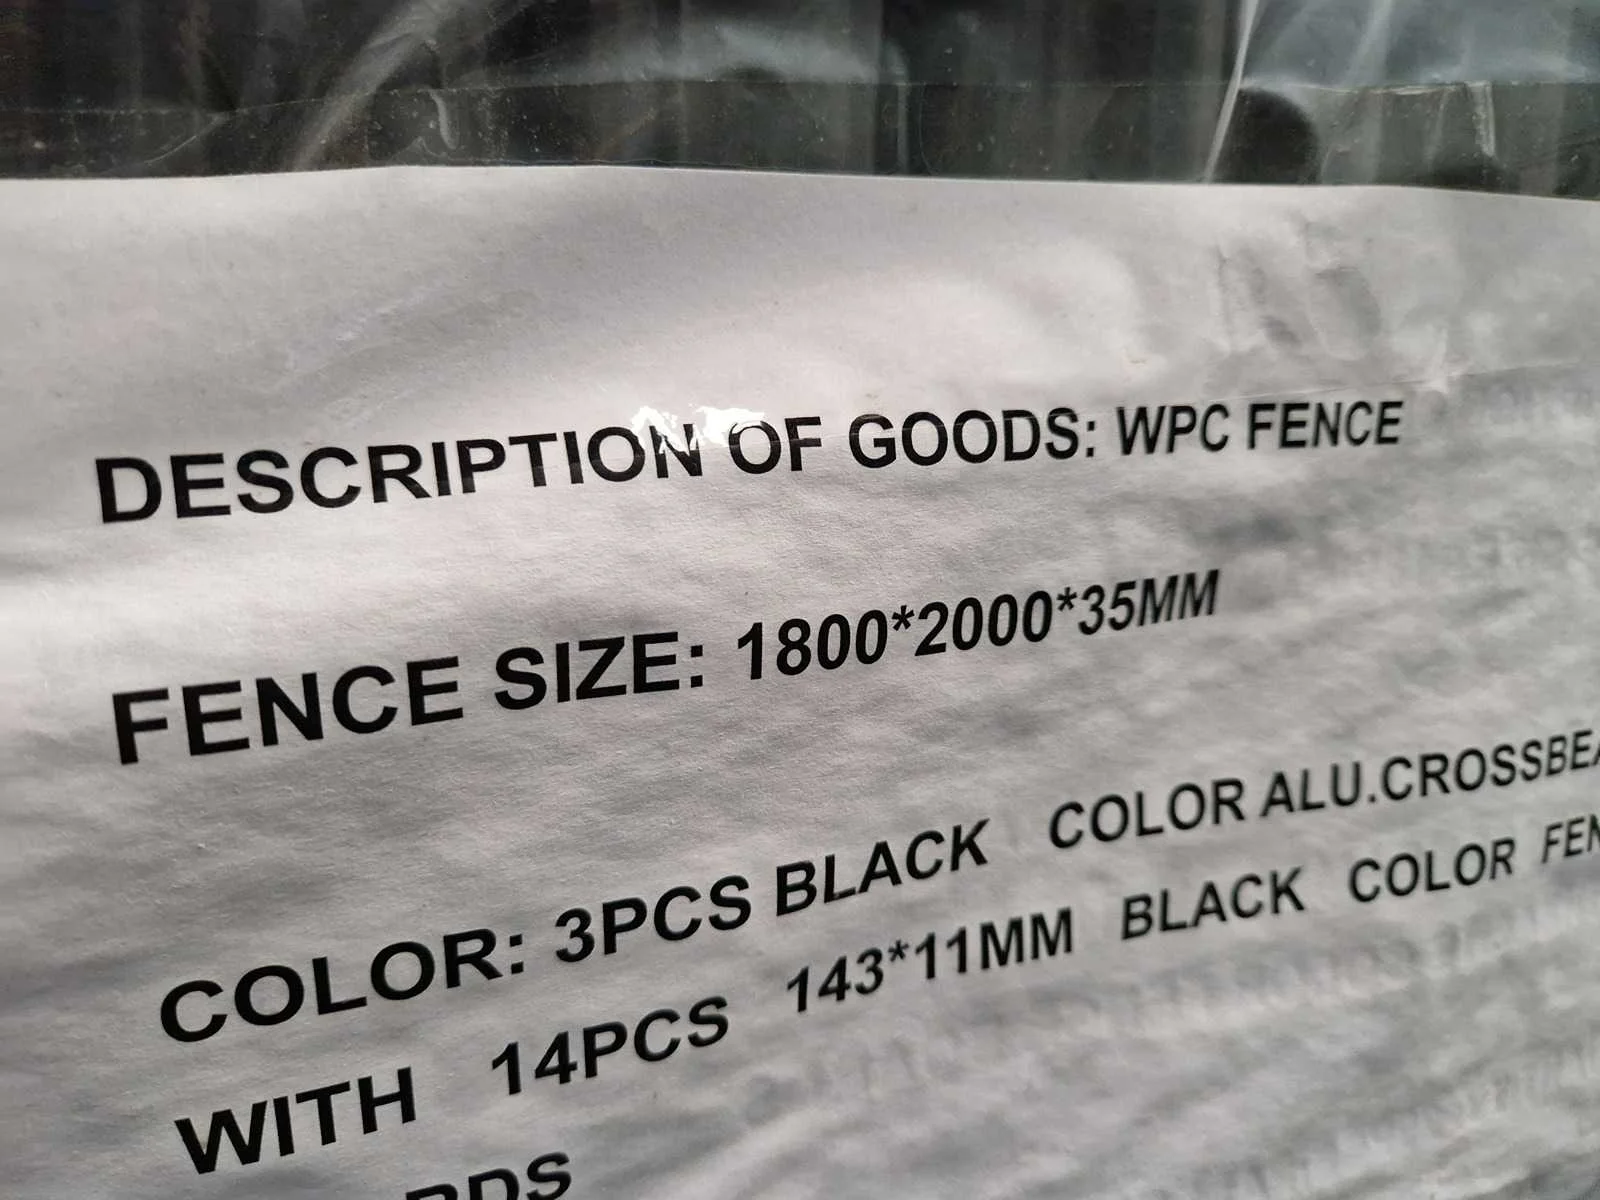 DESCRIPTION OF GOODS: WPC FENCE
FENCE SIZE: 1800*2000*35MM
COLOR: 3PCS BLACK COLOR ALU.CROSSBEA
WITH 14PCS 143*11MM BLACK COLOR FEN
RDS